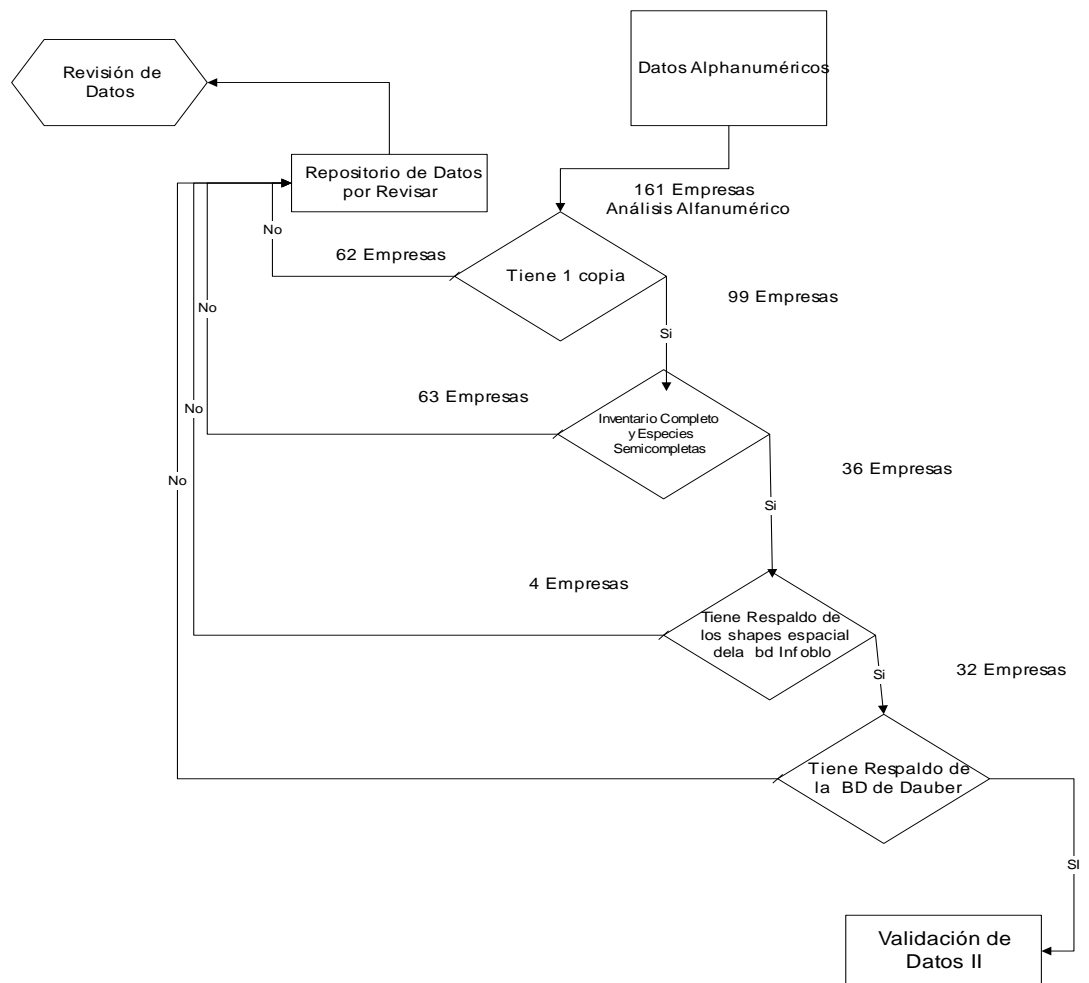 Revisión de
Datos
Datos Alphanuméricos
Repositorio de Datos
por Revisar
161 Empresas
Análisis Alfanumérico
No
62 Empresas
Tiene 1 copia
99 Empresas
No
Si
63 Empresas
Inventario Completo
y Especies
Semicompletas
No
36 Empresas
No
Si
4 Empresas
Tiene Respaldo de
los shapes espacial
dela bd Infoblo
32 Empresas
Si
Tiene Respaldo de
la BD de Dauber
SI
Validación de
Datos II